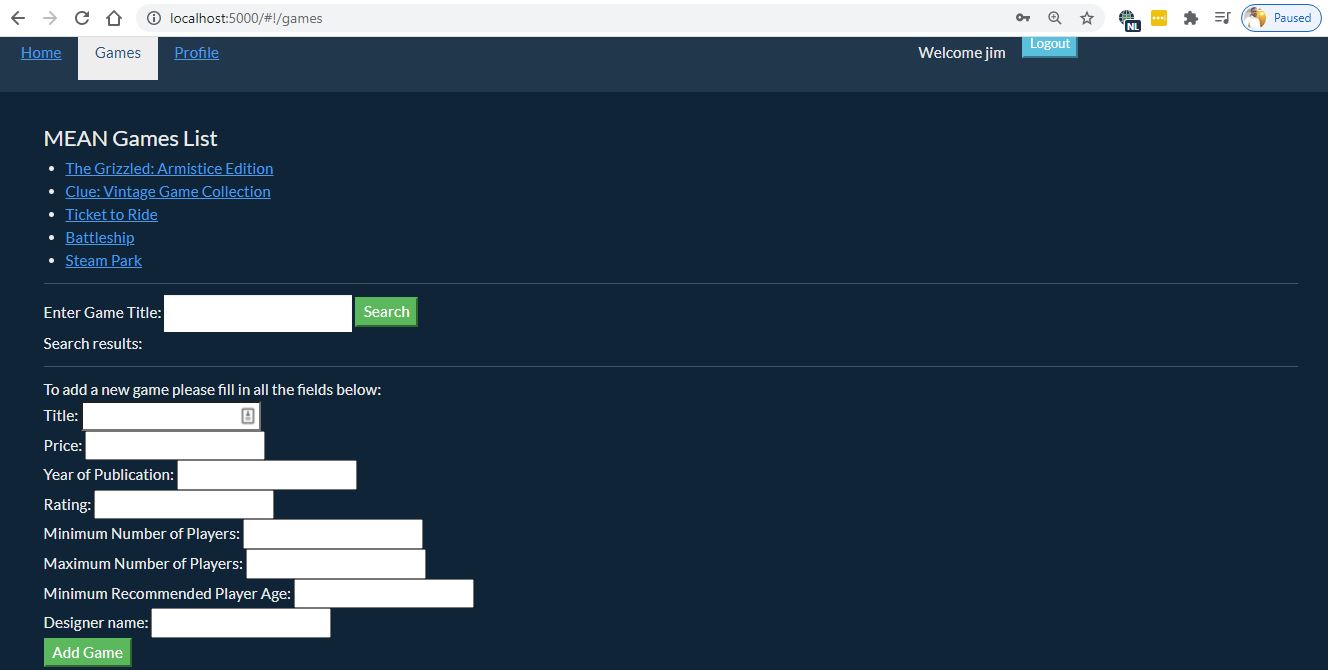 localhost:5000/#!/games
NL
Paused
Home Games Profile Welcome jim Logout
MEAN Games List
The Grizzled: Armistice Edition
Clue: Vintage Game Collection
Ticket to Ride
Battleship
Steam Park
Enter Game Title: Search
Search results:
To add a new game please fill in all the fields below:
Title:
Price:
Year of Publication:
Rating:
Minimum Number of Players:
Maximum Number of Players:
Minimum Recommended Player Age:
Designer name:
Add Game